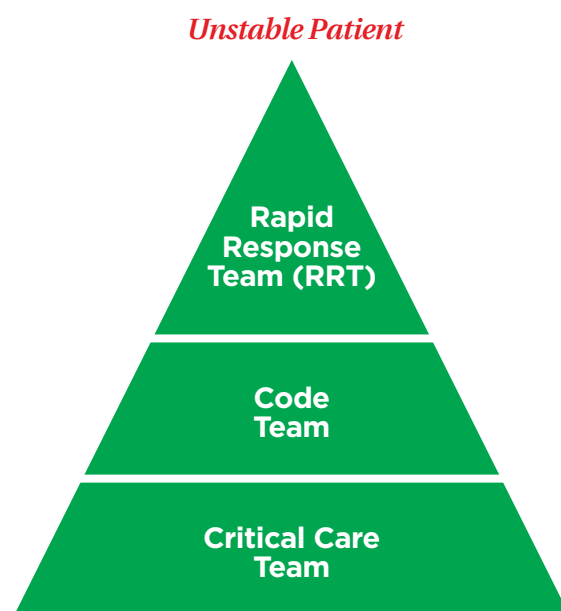 Unstable Patient
Rapid
Response
Team (RRT)
Code
Team
Critical Care
Team